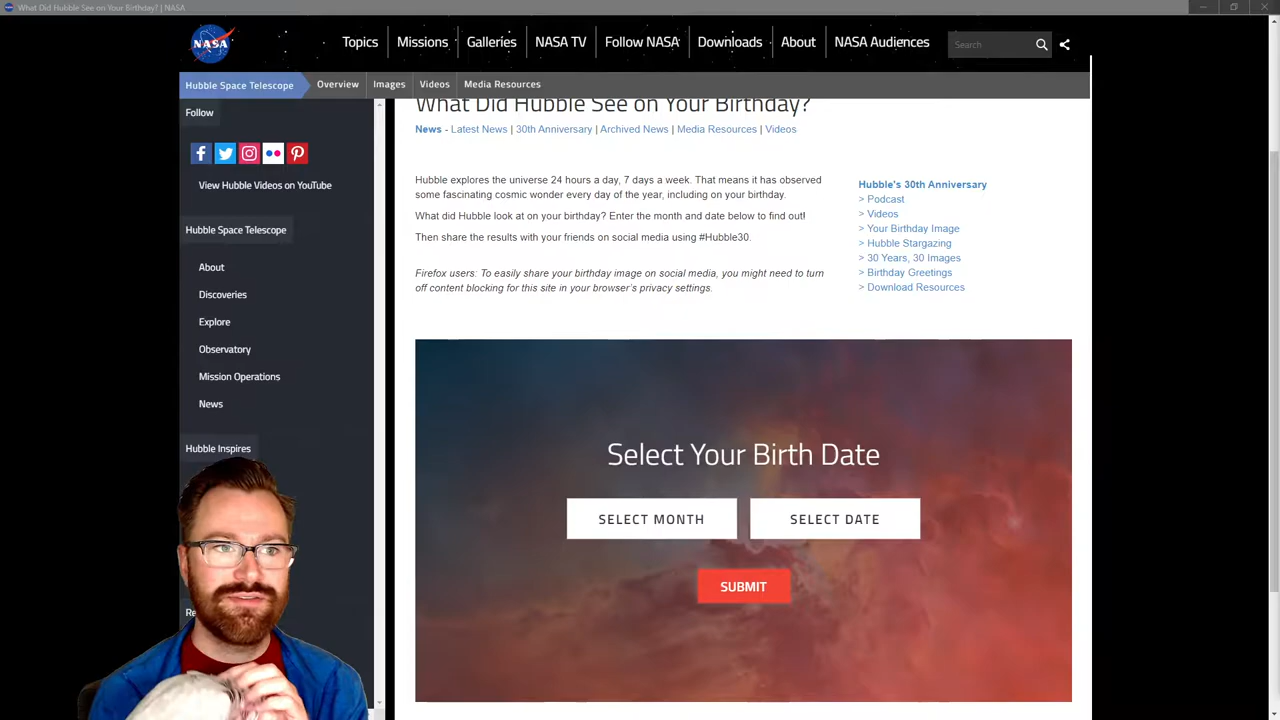 What Did Hubble See on Your Birthday? | NASA
NASA
Topics
Missions
Galleries
NASA TV
Follow NASA
Downloads
About
NASA Audiences
Search
Hubble Space Telescope
Overview
Images
Videos
Media Resources
Follow
View Hubble Videos on YouTube
Hubble Space Telescope
About
Discoveries
Explore
Observatory
Mission Operations
News
Hubble Inspires
Re
What Did Hubble See on Your Birthday?
News - Latest News | 30th Anniversary | Archived News | Media Resources | Videos
Hubble explores the universe 24 hours a day, 7 days a week. That means it has observed
some fascinating cosmic wonder every day of the year, including on your birthday.
What did Hubble look at on your birthday? Enter the month and date below to find out!
Then share the results with your friends on social media using #Hubble30.
Firefox users: To easily share your birthday image on social media, you might need to turn
off content blocking for this site in your browser's privacy settings.
Hubble's 30th Anniversary
> Podcast
> Videos
> Your Birthday Image
> Hubble Stargazing
> 30 Years, 30 Images
> Birthday Greetings
> Download Resources
Select Your Birth Date
SELECT MONTH
SELECT DATE
SUBMIT